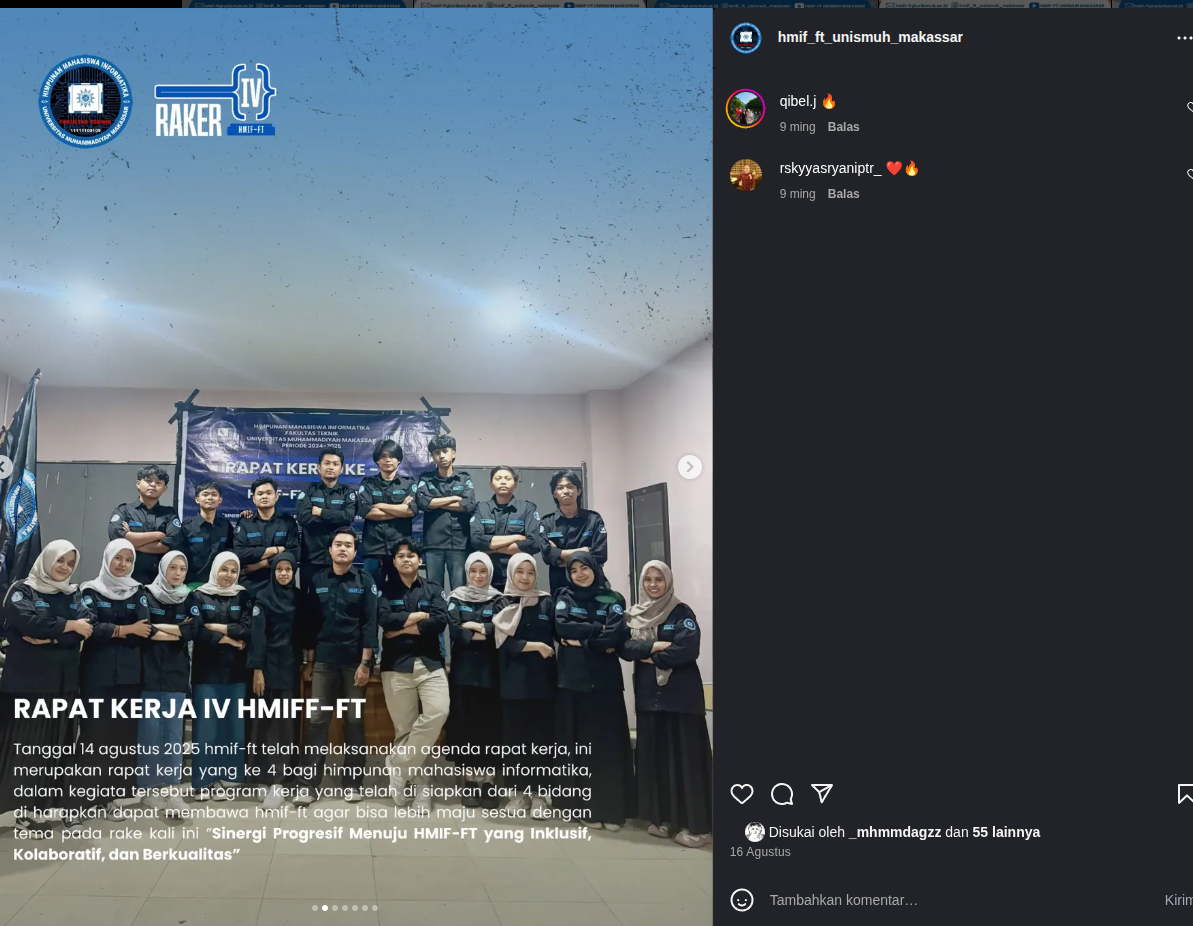 HIMPUNAN MAHASISWA INFORMATIKA
FAKULTAS TEKNIK
11111100100
UNIVERSITAS MUHAMMADIYAH MAKASSAR
RAKER
IV
HMIF-FT
HIMPUNAN MAHASISWA INFORMATIKA
FAKULTAS TEKNIK
UNIVERSITAS MUHAMMADIYAH MAKASSAR
PERIODE 2024-2025
RAPAT KERJA KE -
HMIF-FT
RAPAT KERJA IV HMIFF-FT
Tanggal 14 agustus 2025 hmif-ft telah melaksanakan agenda rapat kerja, ini
merupakan rapat kerja yang ke 4 bagi himpunan mahasiswa informatika,
dalam kegiata tersebut program kerja yang telah di siapkan dari 4 bidang
di harapkan dapat membawa hmif-ft agar bisa lebih maju sesua dengan
tema pada rake kali ini “Sinergi Progresif Menuju HMIF-FT yang Inklusif,
Kolaboratif, dan Berkualitas”
hmif_ft_unismuh_makassar
qibel.j 🔥
9 ming Balas
rskyyasryaniptr_ ❤️🔥
9 ming Balas
Disukai oleh _mhmmdagzz dan 55 lainnya
16 Agustus
Tambahkan komentar…
Kirim